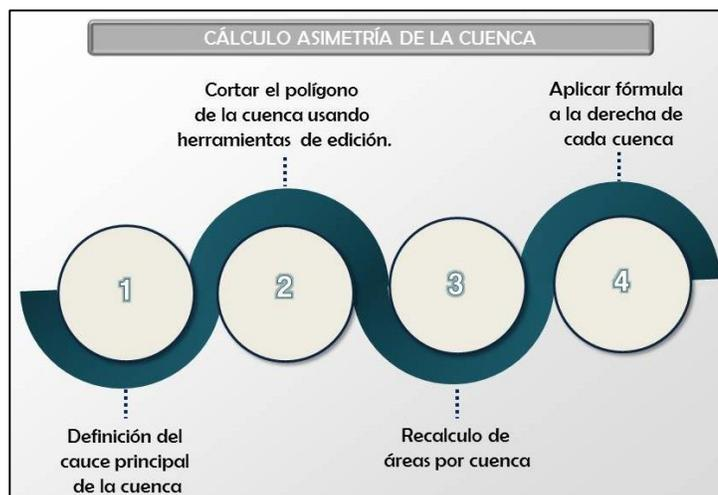 CÁLCULO ASIMETRÍA DE LA CUENCA
Cortar el polígono
de la cuenca usando
herramientas de edición.
Aplicar fórmula
a la derecha de
cada cuenca
1
2
3
4
Definición del
cauce principal
de la cuenca
Recalculo de
áreas por cuenca